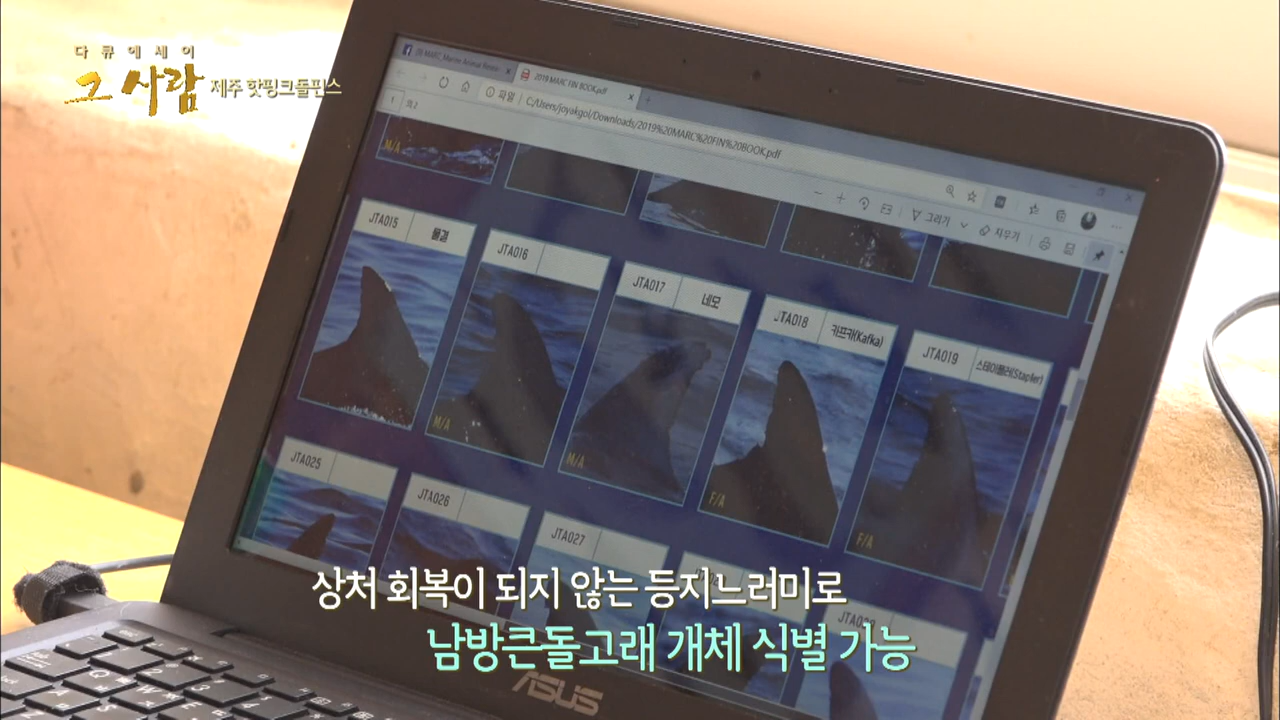 다큐에세이
그 사람 제주 핫핑크돌핀스
2019 MARC FIN BOOK.pdf
파일 C:/Users/joyakgol/Downloads/2019%20MARC%20FIN%20BOOK.pdf
그리기 지우기
M/A
JTA015 물결
JTA016
M/A
JTA017 네모
M/A
JTA018 카프카(Kafka)
F/A
JTA019 스테이플러(Stapler)
F/A
JTA025
JTA026
JTA027
상처 회복이 되지 않는 등지느러미로
남방큰돌고래 개체 식별 가능
ASUS